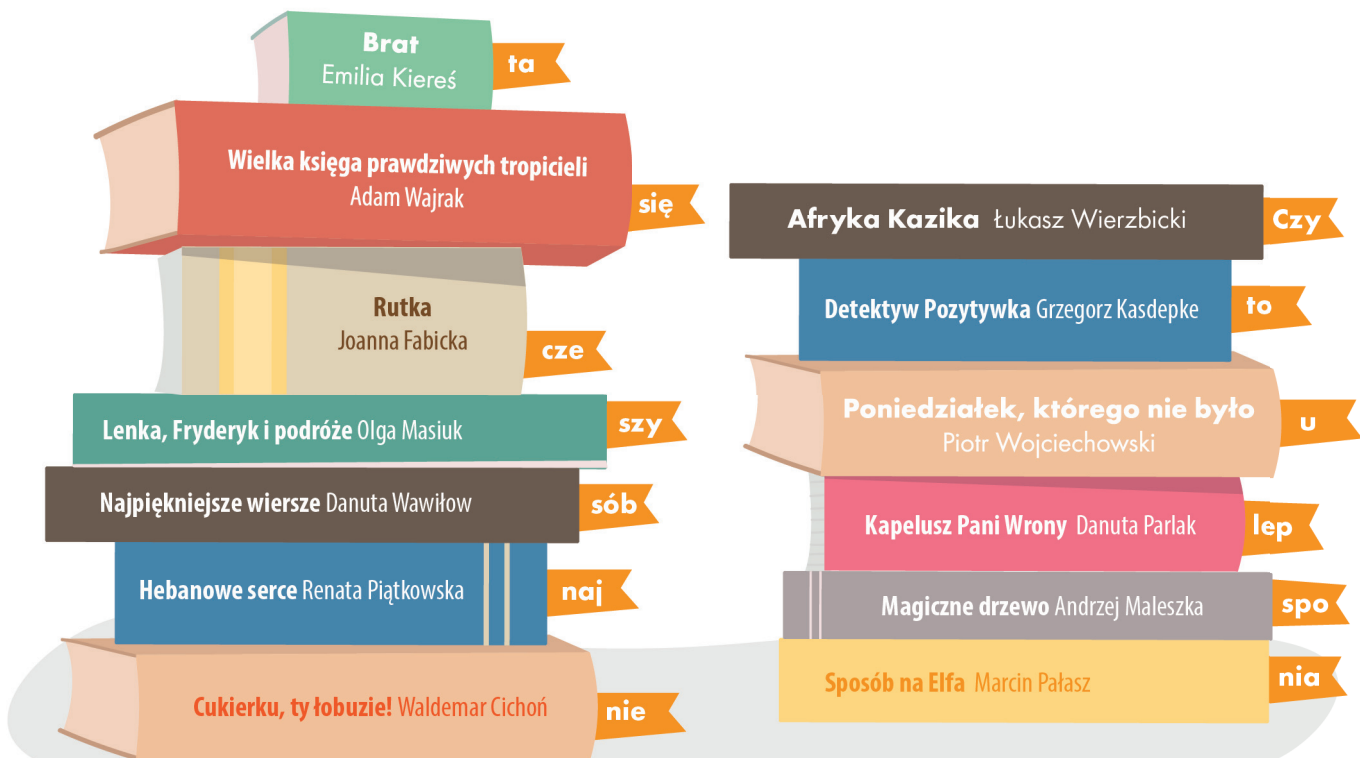 Brat
Emilia Kiereś
ta
Wielka księga prawdziwych tropicieli
Adam Wajrak
się
Rutka
Joanna Fabicka
cze
Lenka, Fryderyk i podróże Olga Masiuk
szy
Najpiękniejsze wiersze Danuta Wawiłow
sób
Hebanowe serce Renata Piątkowska
naj
Cukierku, ty łobuzie! Waldemar Cichoń
nie
Afryka Kazika Łukasz Wierzbicki
Czy
Detektyw Pozytywka Grzegorz Kasdepke
to
Poniedziałek, którego nie było
Piotr Wojciechowski
u
Kapelusz Pani Wrony Danuta Parlak
lep
Magiczne drzewo Andrzej Maleszka
spo
Sposób na Elfa Marcin Pałasz
nia